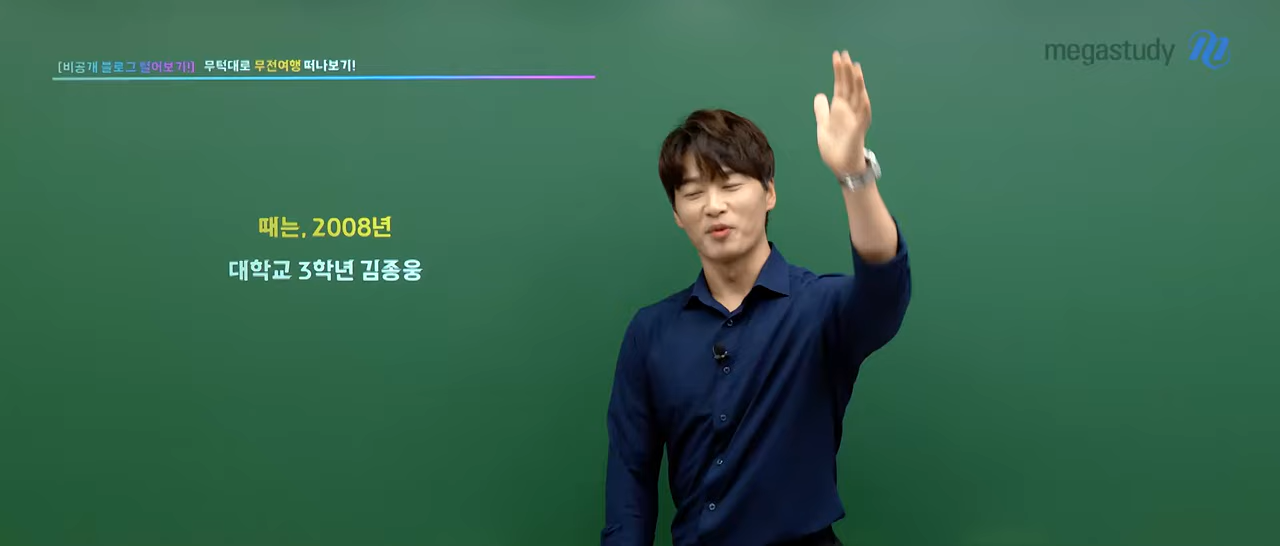 [비공개 블로그 털어보기!] 무턱대로 무전여행 떠나보기!
megastudy
때는, 2008년
대학교 3학년 김종웅